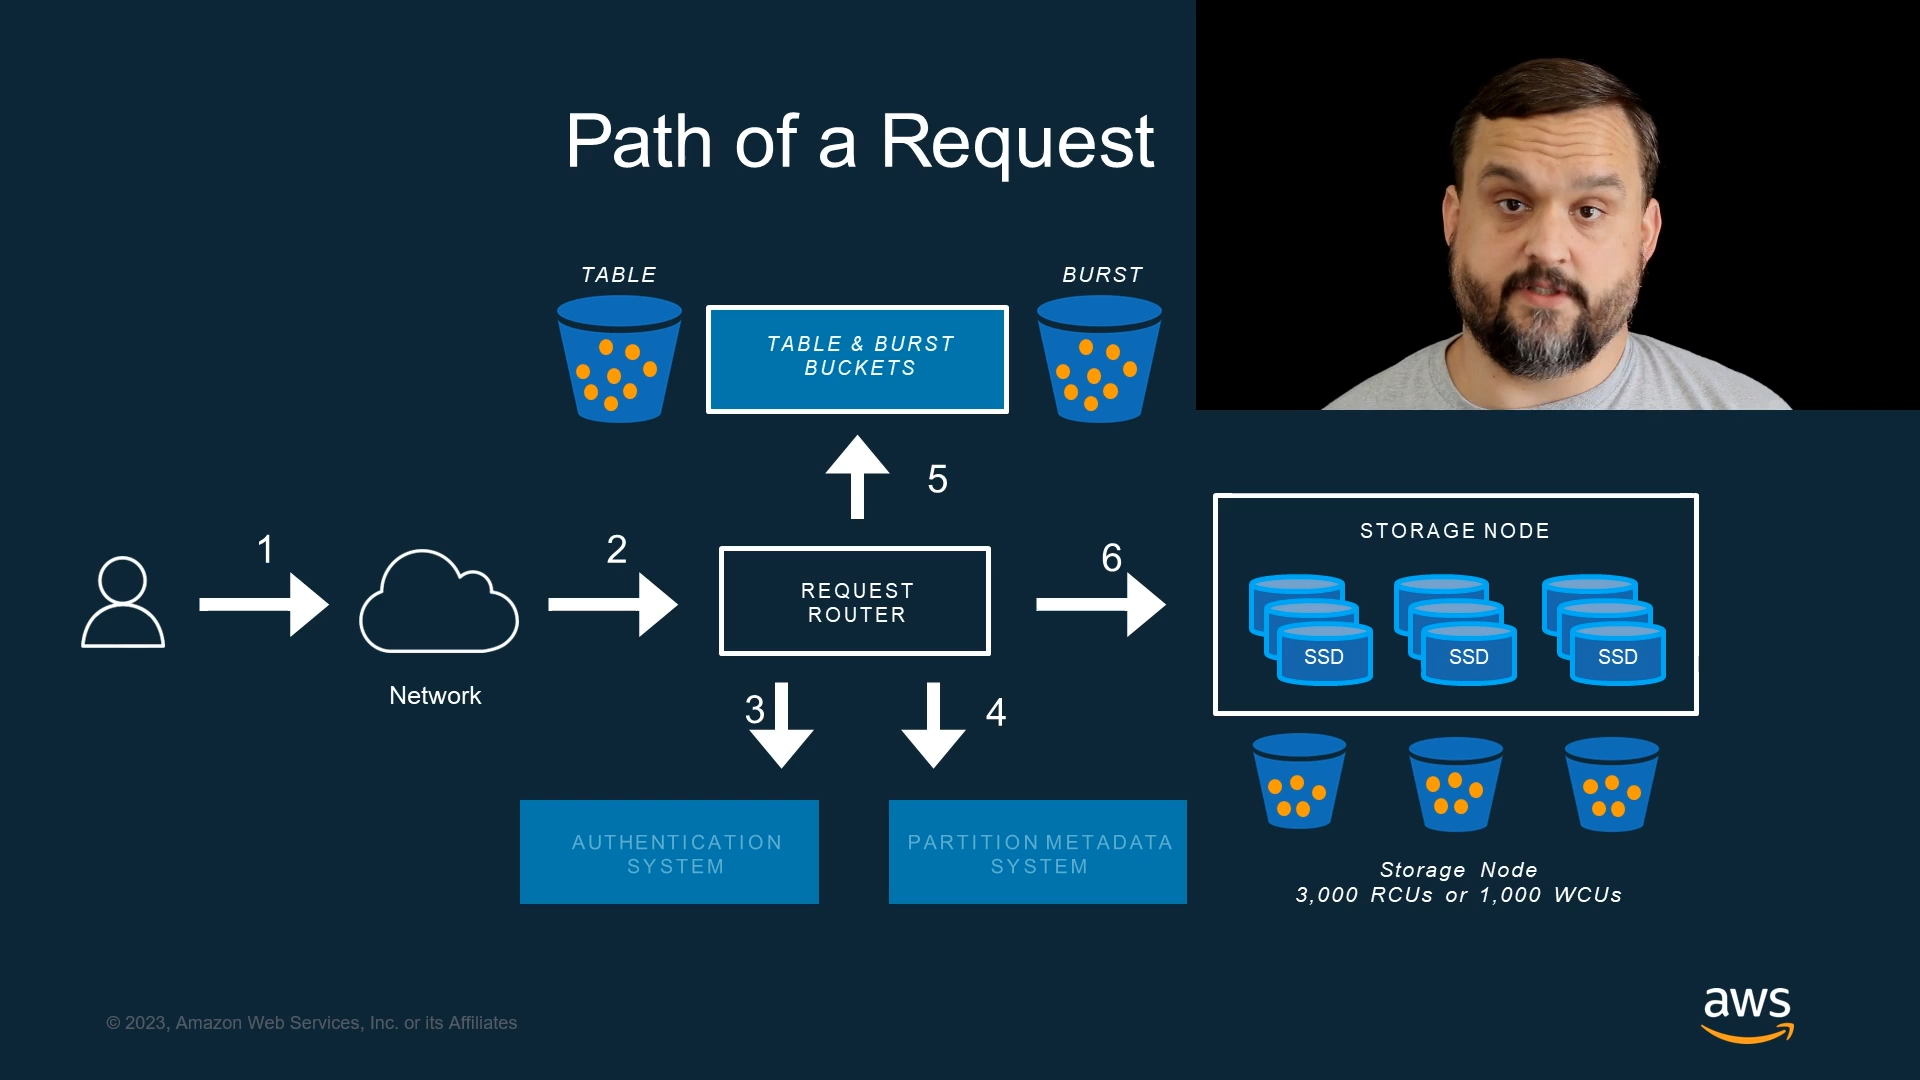 Path of a Request
TABLE
BURST
TABLE & BURST
BUCKETS
5
1
2
6
REQUEST
ROUTER
STORAGE NODE
SSD
SSD
SSD
Network
3
4
AUTHENTICATION
SYSTEM
PARTITION METADATA
SYSTEM
Storage Node
3,000 RCUs or 1,000 WCUs
© 2023, Amazon Web Services, Inc. or its Affiliates
aws